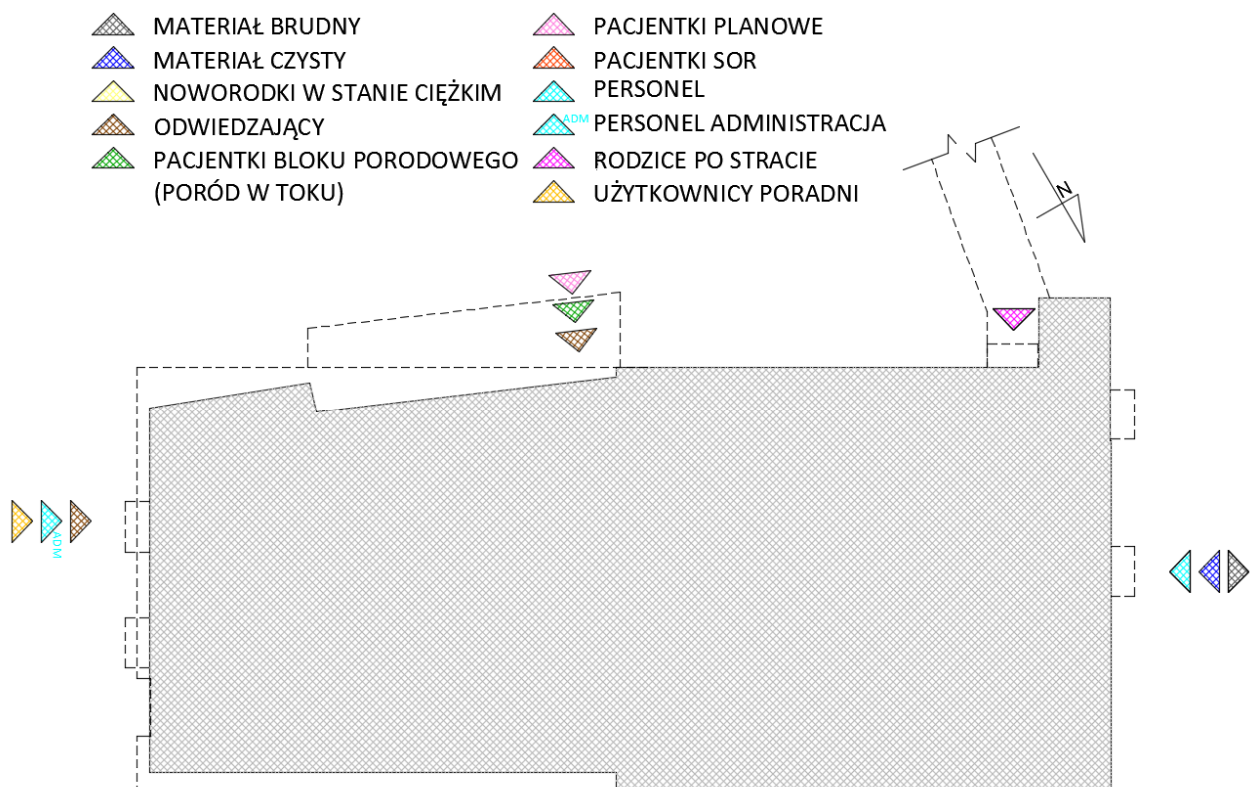 MATERIAŁ BRUDNY
MATERIAŁ CZYSTY
NOWORODKI W STANIE CIĘŻKIM
ODWIEDZAJĄCY
PACJENTKI BLOKU PORODOWEGO
(PORÓD W TOKU)
PACJENTKI PLANOWE
PACJENTKI SOR
PERSONEL
ADM PERSONEL ADMINISTRACJA
RODZICE PO STRACIE
UŻYTKOWNICY PORADNI
N
ADM